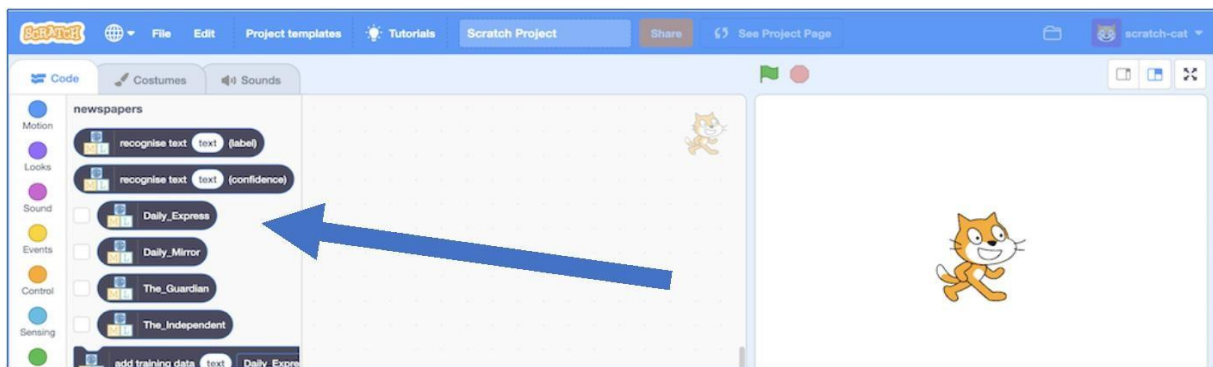 SCRATCH File Edit Project templates Tutorials Scratch Project Share See Project Page scratch-cat
Code Costumes Sounds
newspapers
Motion
recognise text text (label)
Looks
recognise text text (confidence)
Sound
Daily_Express
Events
Daily_Mirror
Control
The_Guardian
Sensing
The_Independent
add training data text Daily_Expre